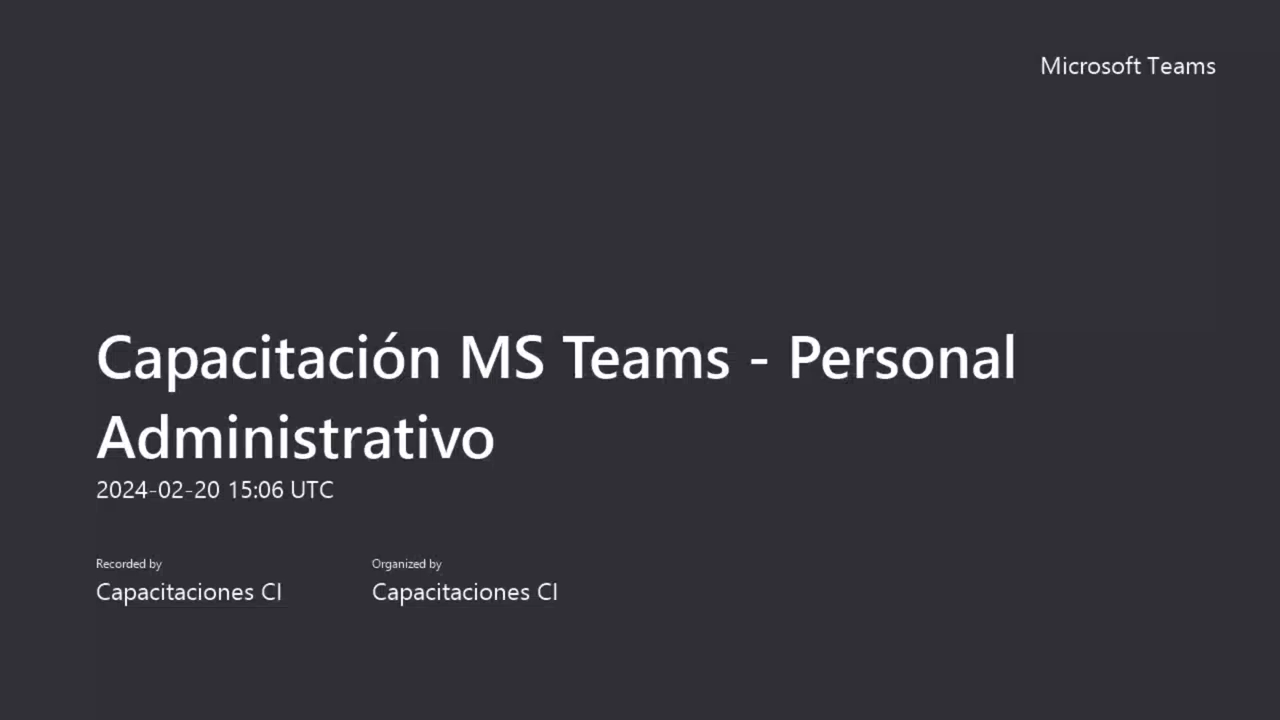 Microsoft Teams
Capacitación MS Teams - Personal
Administrativo
2024-02-20 15:06 UTC
Recorded by
Organized by
Capacitaciones CI
Capacitaciones CI